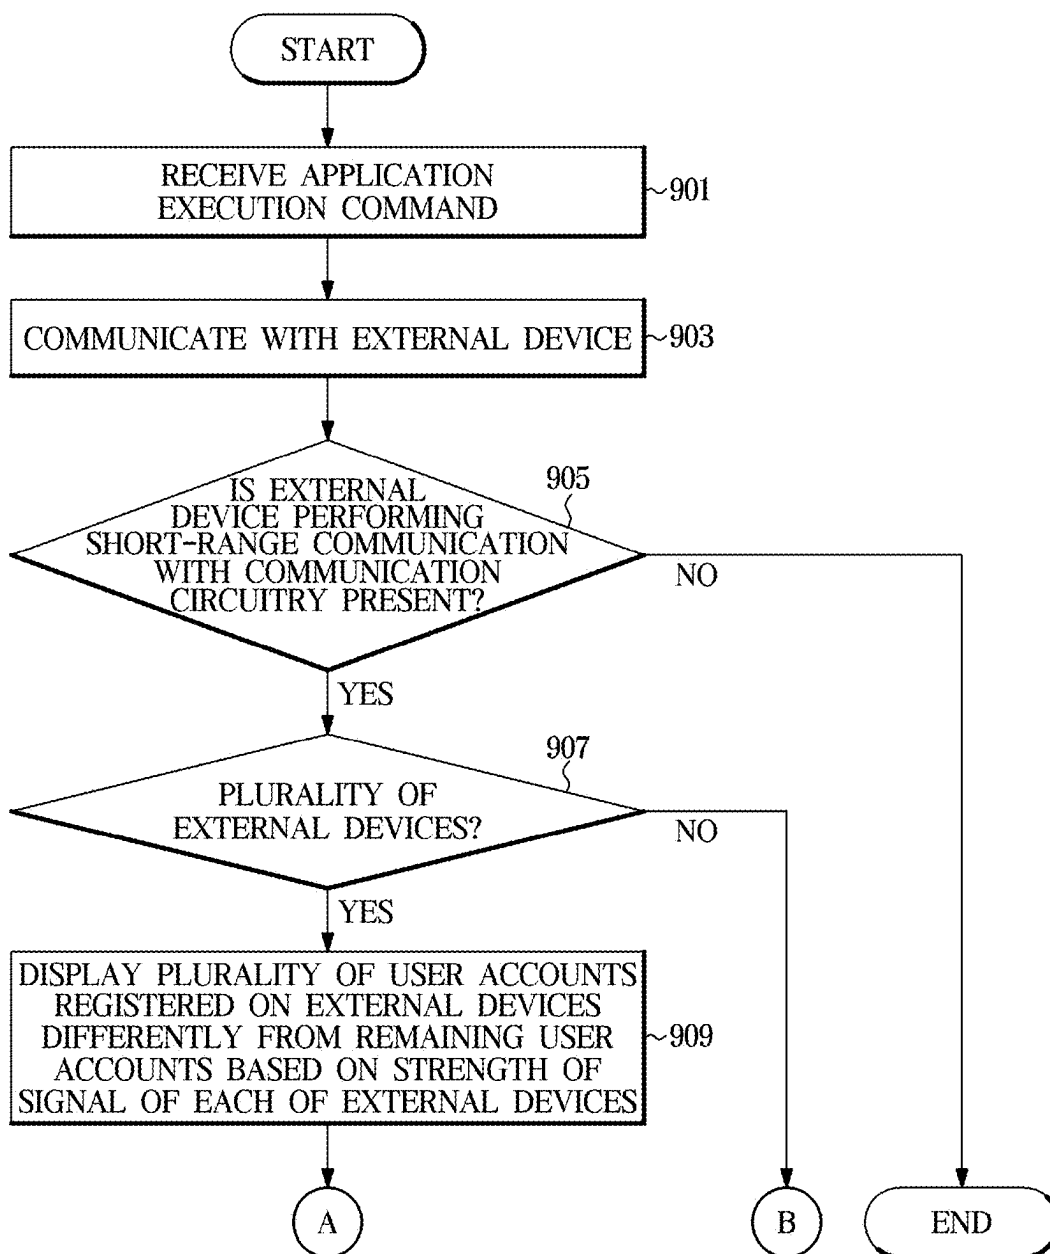 START
RECEIVE APPLICATION
EXECUTION COMMAND
901
COMMUNICATE WITH EXTERNAL DEVICE
903
905
IS EXTERNAL
DEVICE PERFORMING
SHORT-RANGE COMMUNICATION
WITH COMMUNICATION
CIRCUITRY PRESENT?
NO
YES
907
PLURALITY OF
EXTERNAL DEVICES?
NO
YES
DISPLAY PLURALITY OF USER ACCOUNTS
REGISTERED ON EXTERNAL DEVICES
DIFFERENTLY FROM REMAINING USER
ACCOUNTS BASED ON STRENGTH OF
SIGNAL OF EACH OF EXTERNAL DEVICES
909
A
B
END